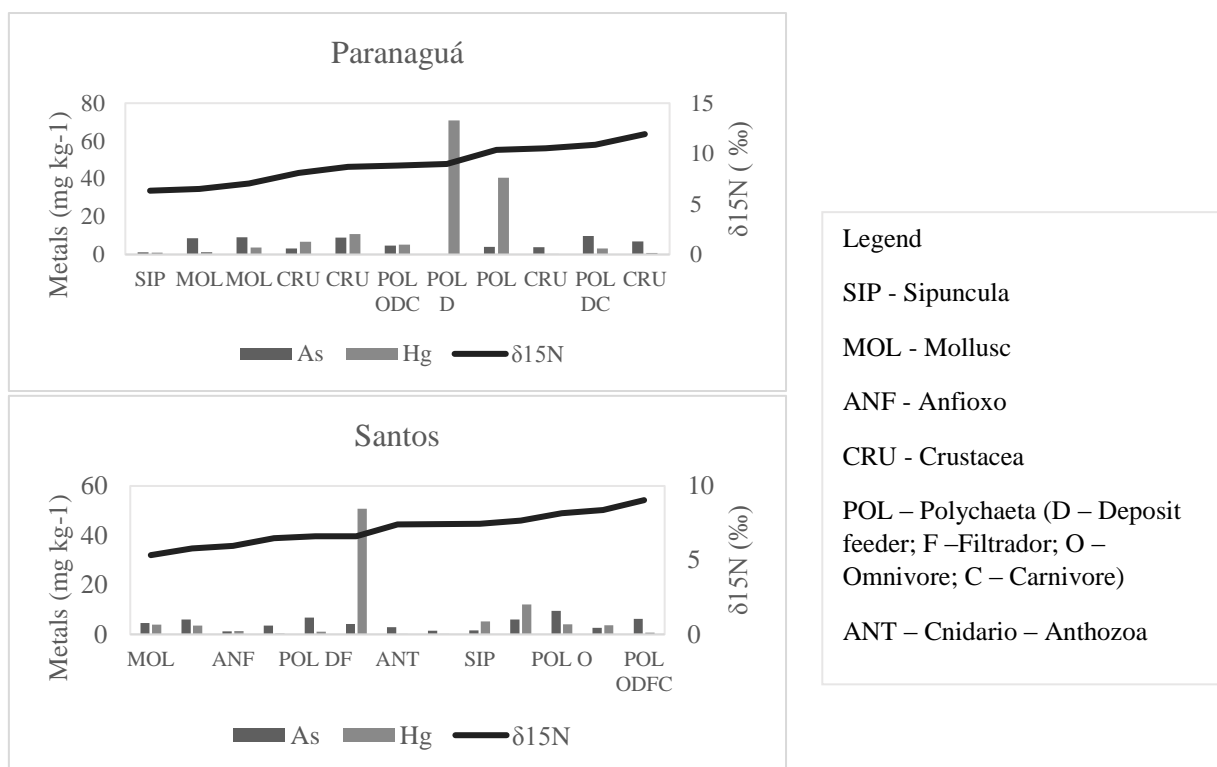 Paranaguá
Metals (mg kg-1)
80
60
40
20
0
15
10
5
0
δ15N ( ‰)
SIP MOL MOL CRU CRU POL ODC POL D POL CRU POL DC CRU
As Hg δ15N
Santos
Metals (mg kg-1)
60
40
20
0
10
5
0
δ15N (‰)
MOL ANF POL DF ANT SIP POL O POL ODFC
As Hg δ15N
Legend
SIP - Sipuncula
MOL - Mollusc
ANF - Anfioxo
CRU - Crustacea
POL – Polychaeta (D – Deposit
feeder; F –Filtrador; O –
Omnivore; C – Carnivore)
ANT – Cnidario – Anthozoa